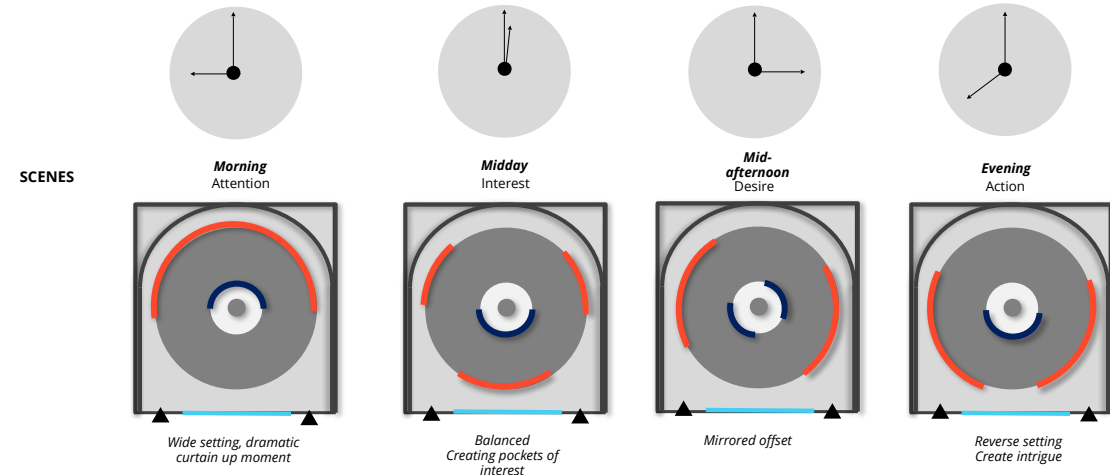 SCENES
Morning
Attention
Midday
Interest
Mid-
afternoon
Desire
Evening
Action
Wide setting, dramatic
curtain up moment
Balanced
Creating pockets of
interest
Mirrored offset
Reverse setting
Create intrigue